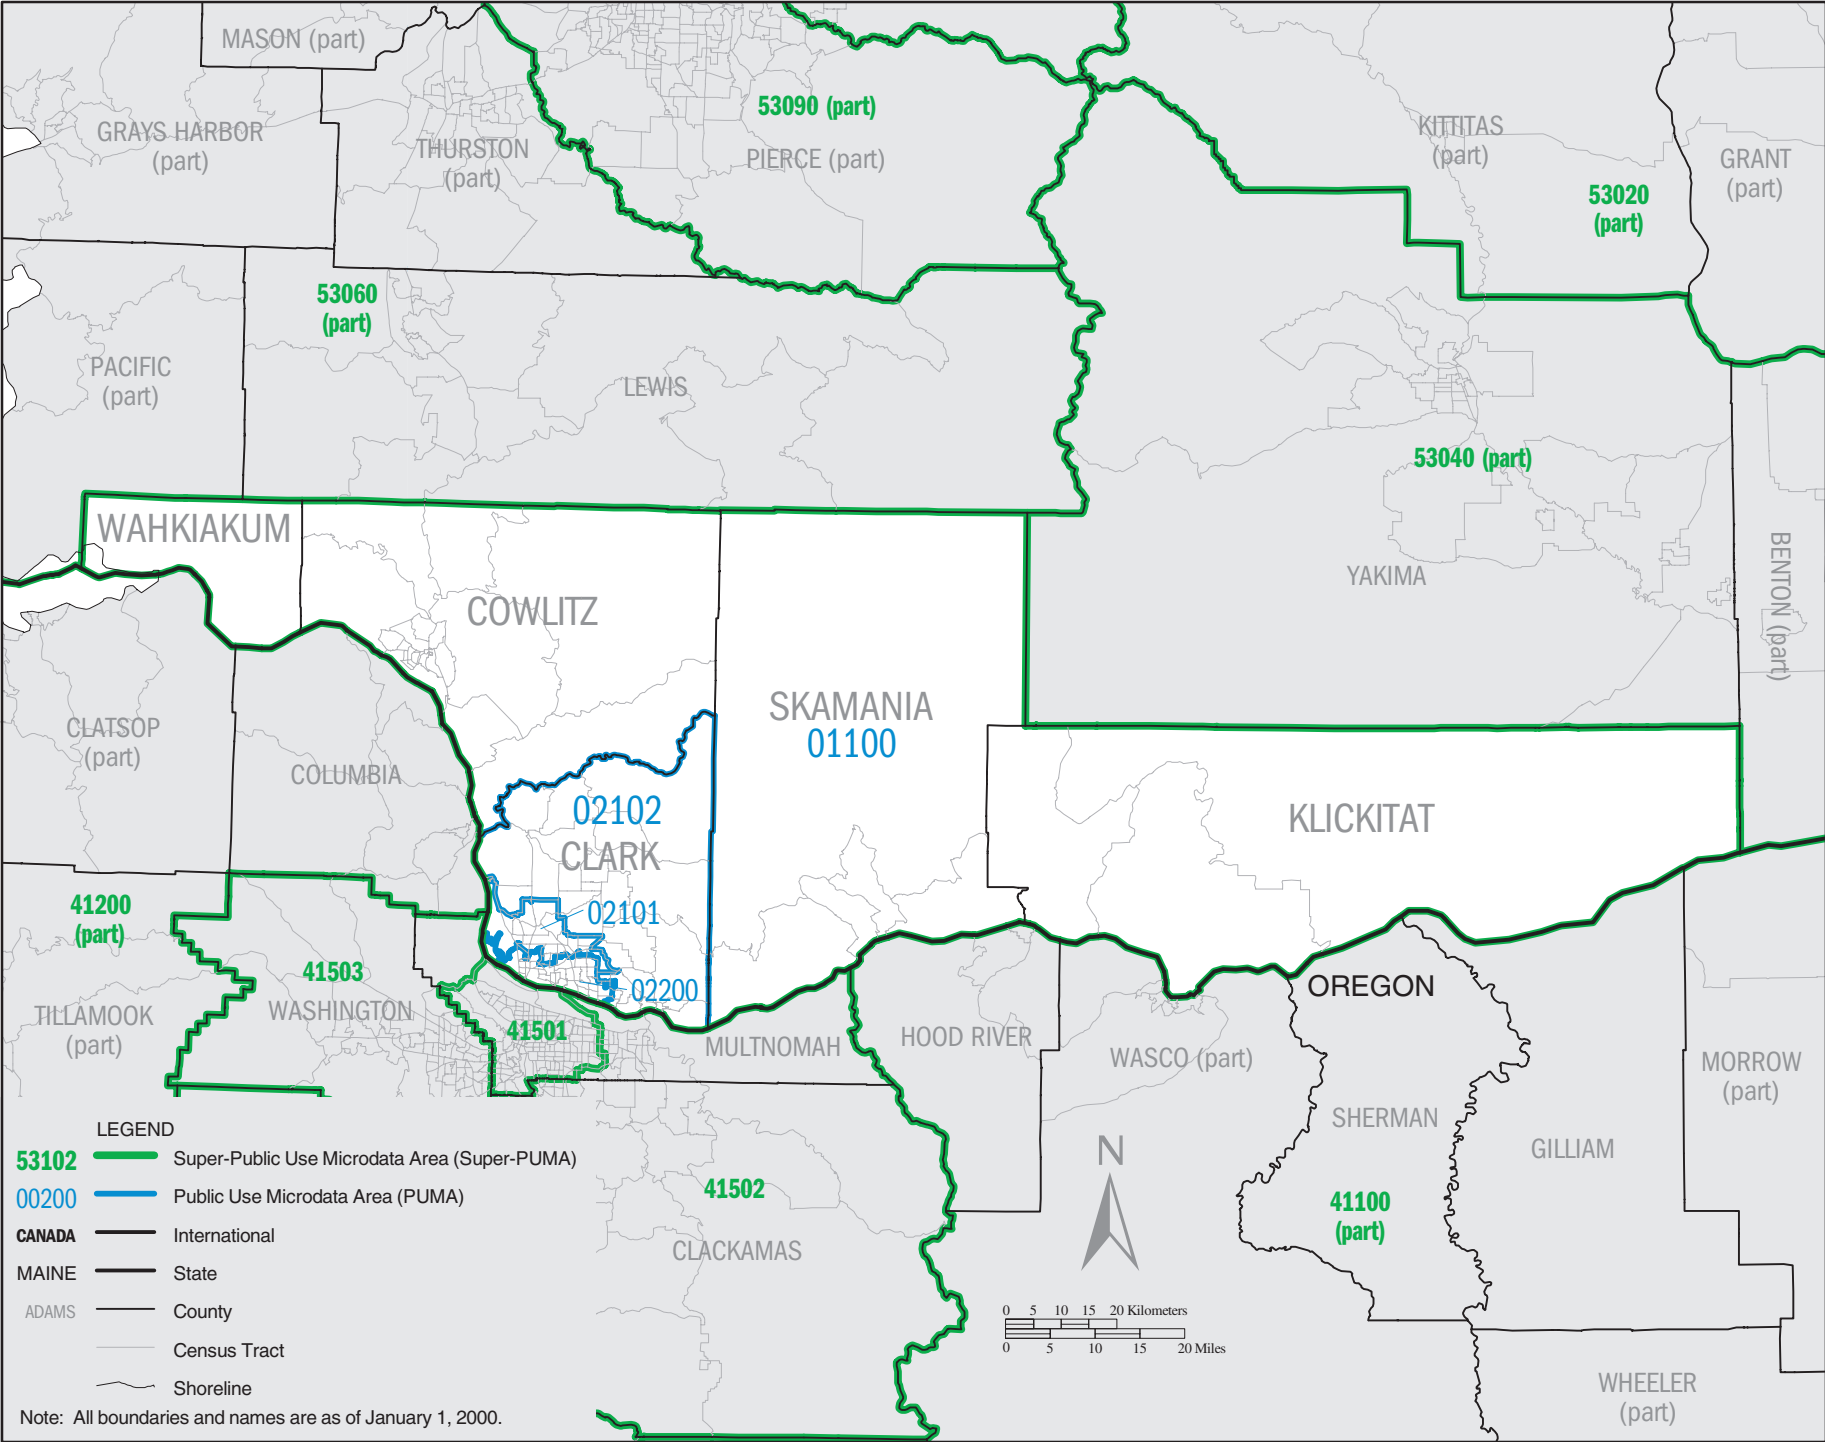 MASON (part)
53090 (part)
GRAYS HARBOR
(part)
THURSTON
(part)
PIERCE (part)
KITTITAS
(part)
GRANT
(part)
53020
(part)
53060
(part)
PACIFIC
(part)
LEWIS
53040 (part)
WAHKIAKUM
YAKIMA
BENTON (part)
COWLITZ
SKAMANIA
01100
CLATSOP
(part)
COLUMBIA
02102
CLARK
KLICKITAT
41200
(part)
02101
41503
WASHINGTON
02200
OREGON
TILLAMOOK
(part)
41501
MULTNOMAH
HOOD RIVER
WASCO (part)
MORROW
(part)
SHERMAN
GILLIAM
LEGEND
53102 Super-Public Use Microdata Area (Super-PUMA)
00200 Public Use Microdata Area (PUMA)
CANADA International
MAINE State
ADAMS County
Census Tract
Shoreline
Note: All boundaries and names are as of January 1, 2000.
41502
CLACKAMAS
N
41100
(part)
0 5 10 15 20 Kilometers
0 5 10 15 20 Miles
WHEELER
(part)